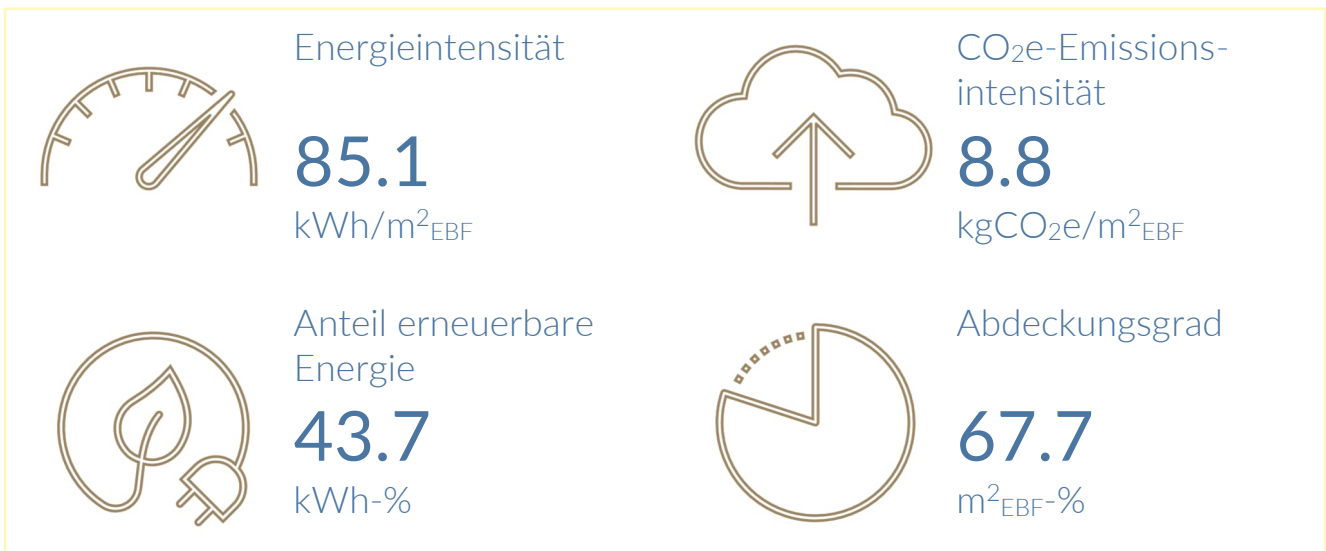 Energieintensität
85.1
kWh/m²EBF
CO₂e-Emissions-
intensität
8.8
kgCO₂e/m²EBF
Anteil erneuerbare
Energie
43.7
kWh-%
Abdeckungsgrad
67.7
m²EBF-%